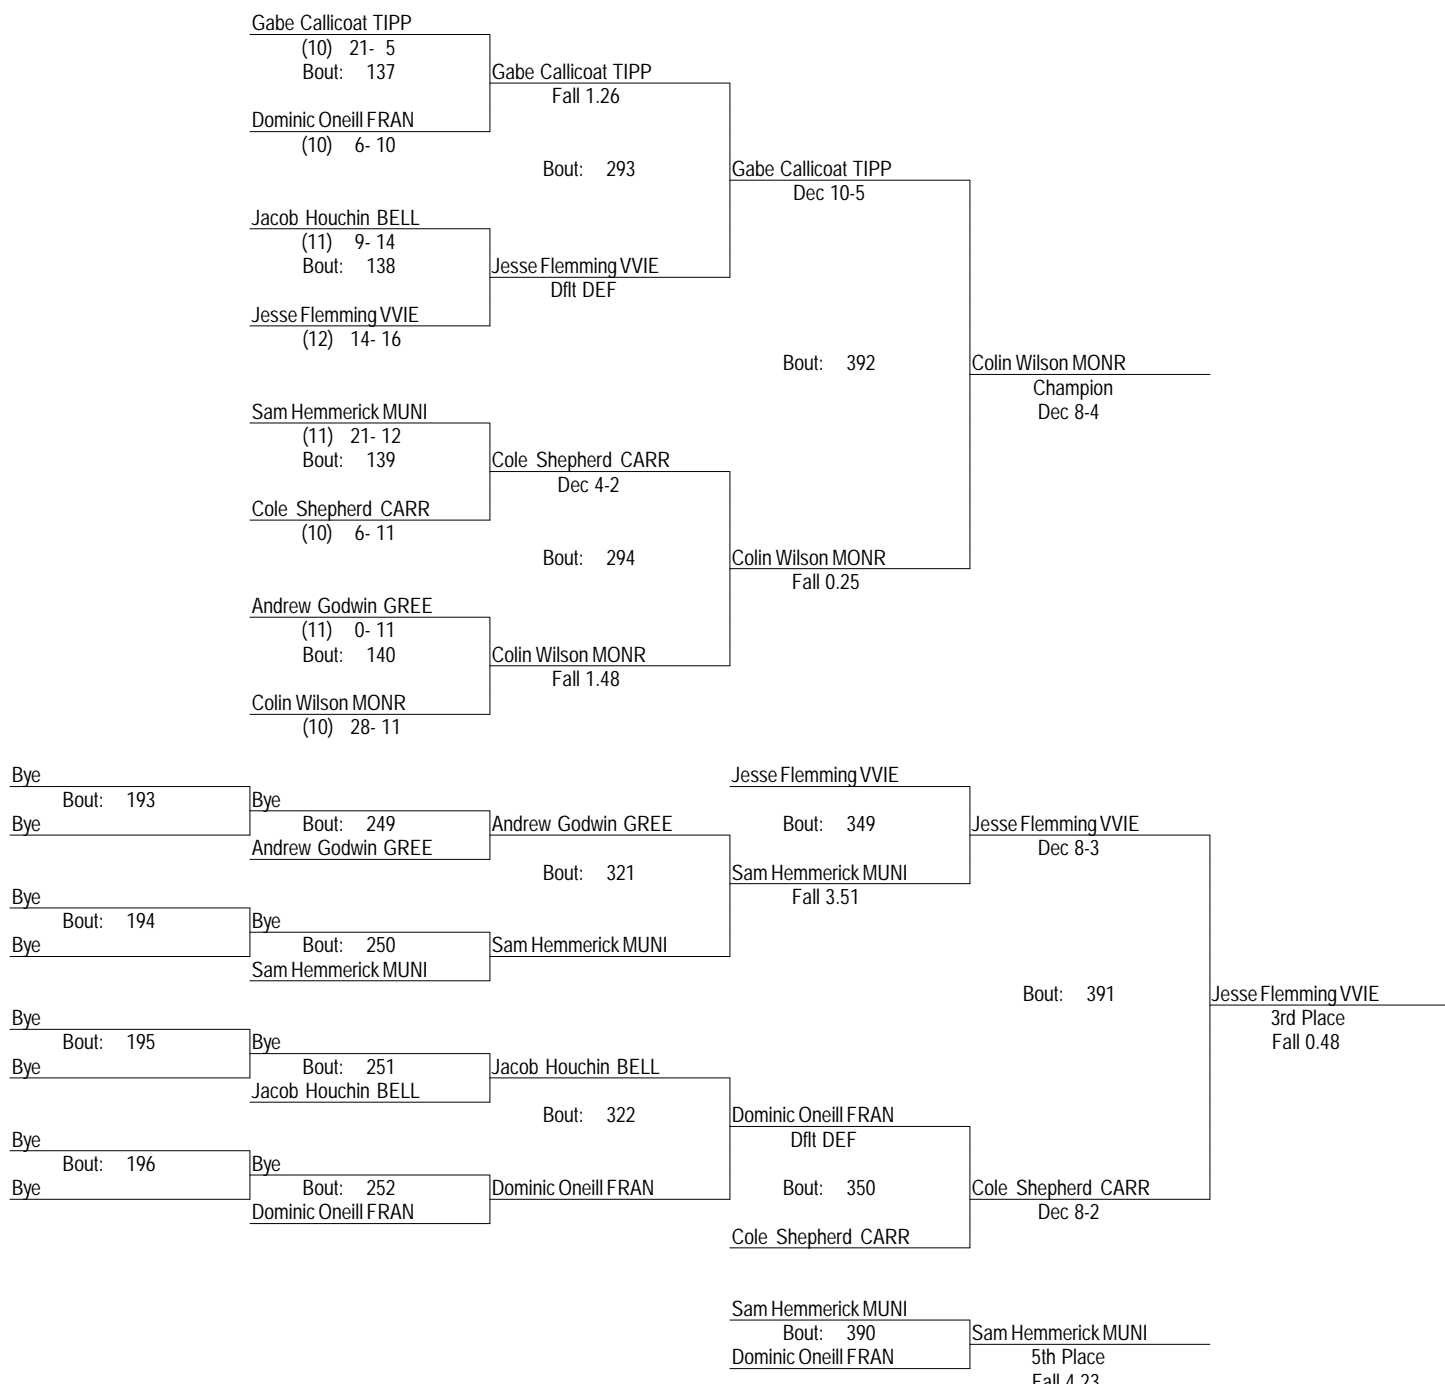 Gabe Callicoat TIPP
(10) 21- 5
Bout: 137
Gabe Callicoat TIPP
Fall 1.26
Dominic Oneill FRAN
(10) 6- 10
Bout: 293
Gabe Callicoat TIPP
Dec 10-5
Jacob Houchin BELL
(11) 9- 14
Bout: 138
Jesse Flemming VVIE
Dflt DEF
Jesse Flemming VVIE
(12) 14- 16
Bout: 392
Colin Wilson MONR
Champion
Dec 8-4
Sam Hemmerick MUNI
(11) 21- 12
Bout: 139
Cole Shepherd CARR
Dec 4-2
Cole Shepherd CARR
(10) 6- 11
Bout: 294
Colin Wilson MONR
Fall 0.25
Andrew Godwin GREE
(11) 0- 11
Bout: 140
Colin Wilson MONR
Fall 1.48
Colin Wilson MONR
(10) 28- 11
Bye
Bout: 193
Bye
Bye
Bout: 249
Andrew Godwin GREE
Andrew Godwin GREE
Bout: 321
Jesse Flemming VVIE
Bout: 349
Sam Hemmerick MUNI
Fall 3.51
Jesse Flemming VVIE
Dec 8-3
Bye
Bout: 194
Bye
Bye
Bout: 250
Sam Hemmerick MUNI
Sam Hemmerick MUNI
Bout: 391
Jesse Flemming VVIE
3rd Place
Fall 0.48
Bye
Bout: 195
Bye
Bye
Bout: 251
Jacob Houchin BELL
Jacob Houchin BELL
Bout: 322
Dominic Oneill FRAN
Dflt DEF
Bye
Bout: 196
Bye
Bye
Bout: 252
Dominic Oneill FRAN
Dominic Oneill FRAN
Bout: 350
Cole Shepherd CARR
Cole Shepherd CARR
Dec 8-2
Sam Hemmerick MUNI
Bout: 390
Dominic Oneill FRAN
Sam Hemmerick MUNI
5th Place
Fall 4.23